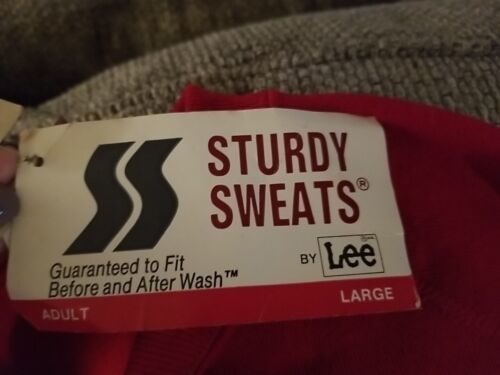 STURDY
SWEATS®
BY Lee
Guaranteed to Fit
Before and After Wash™
ADULT
LARGE